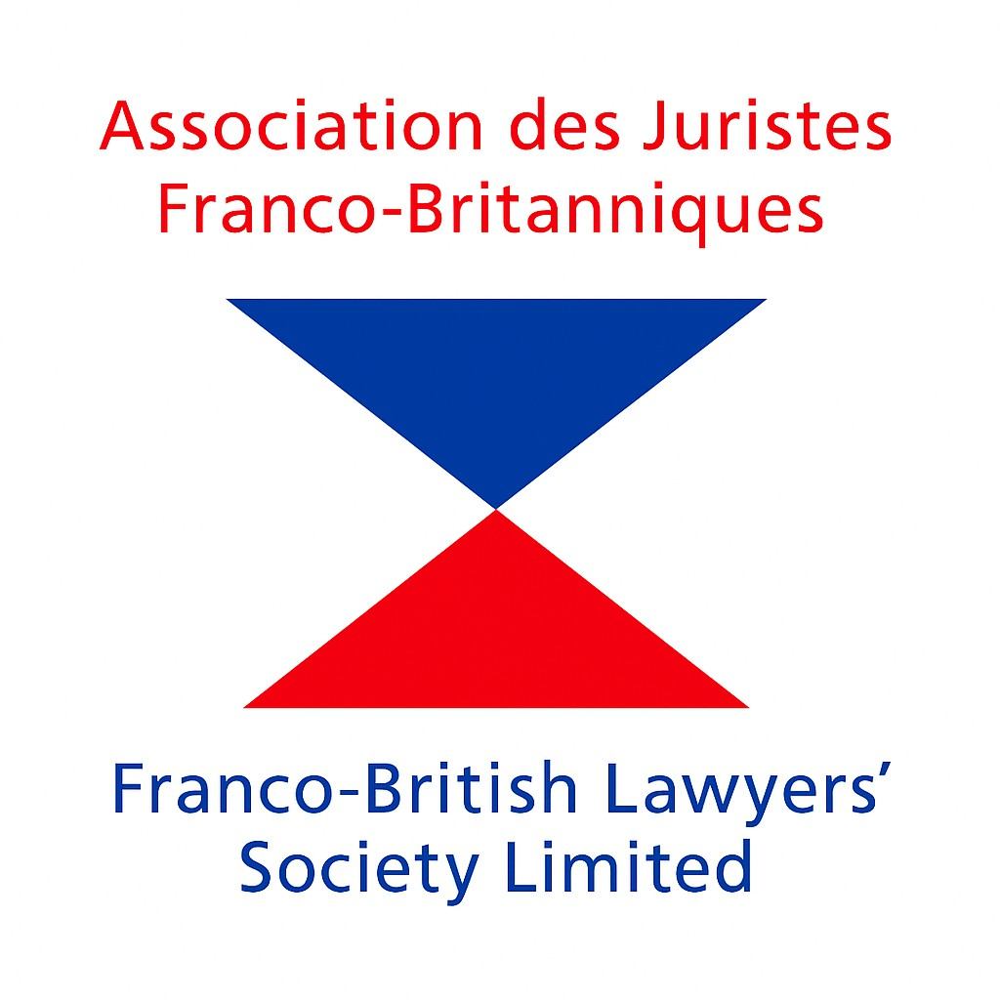 Association des Juristes
Franco-Britanniques
Franco-British Lawyers’
Society Limited